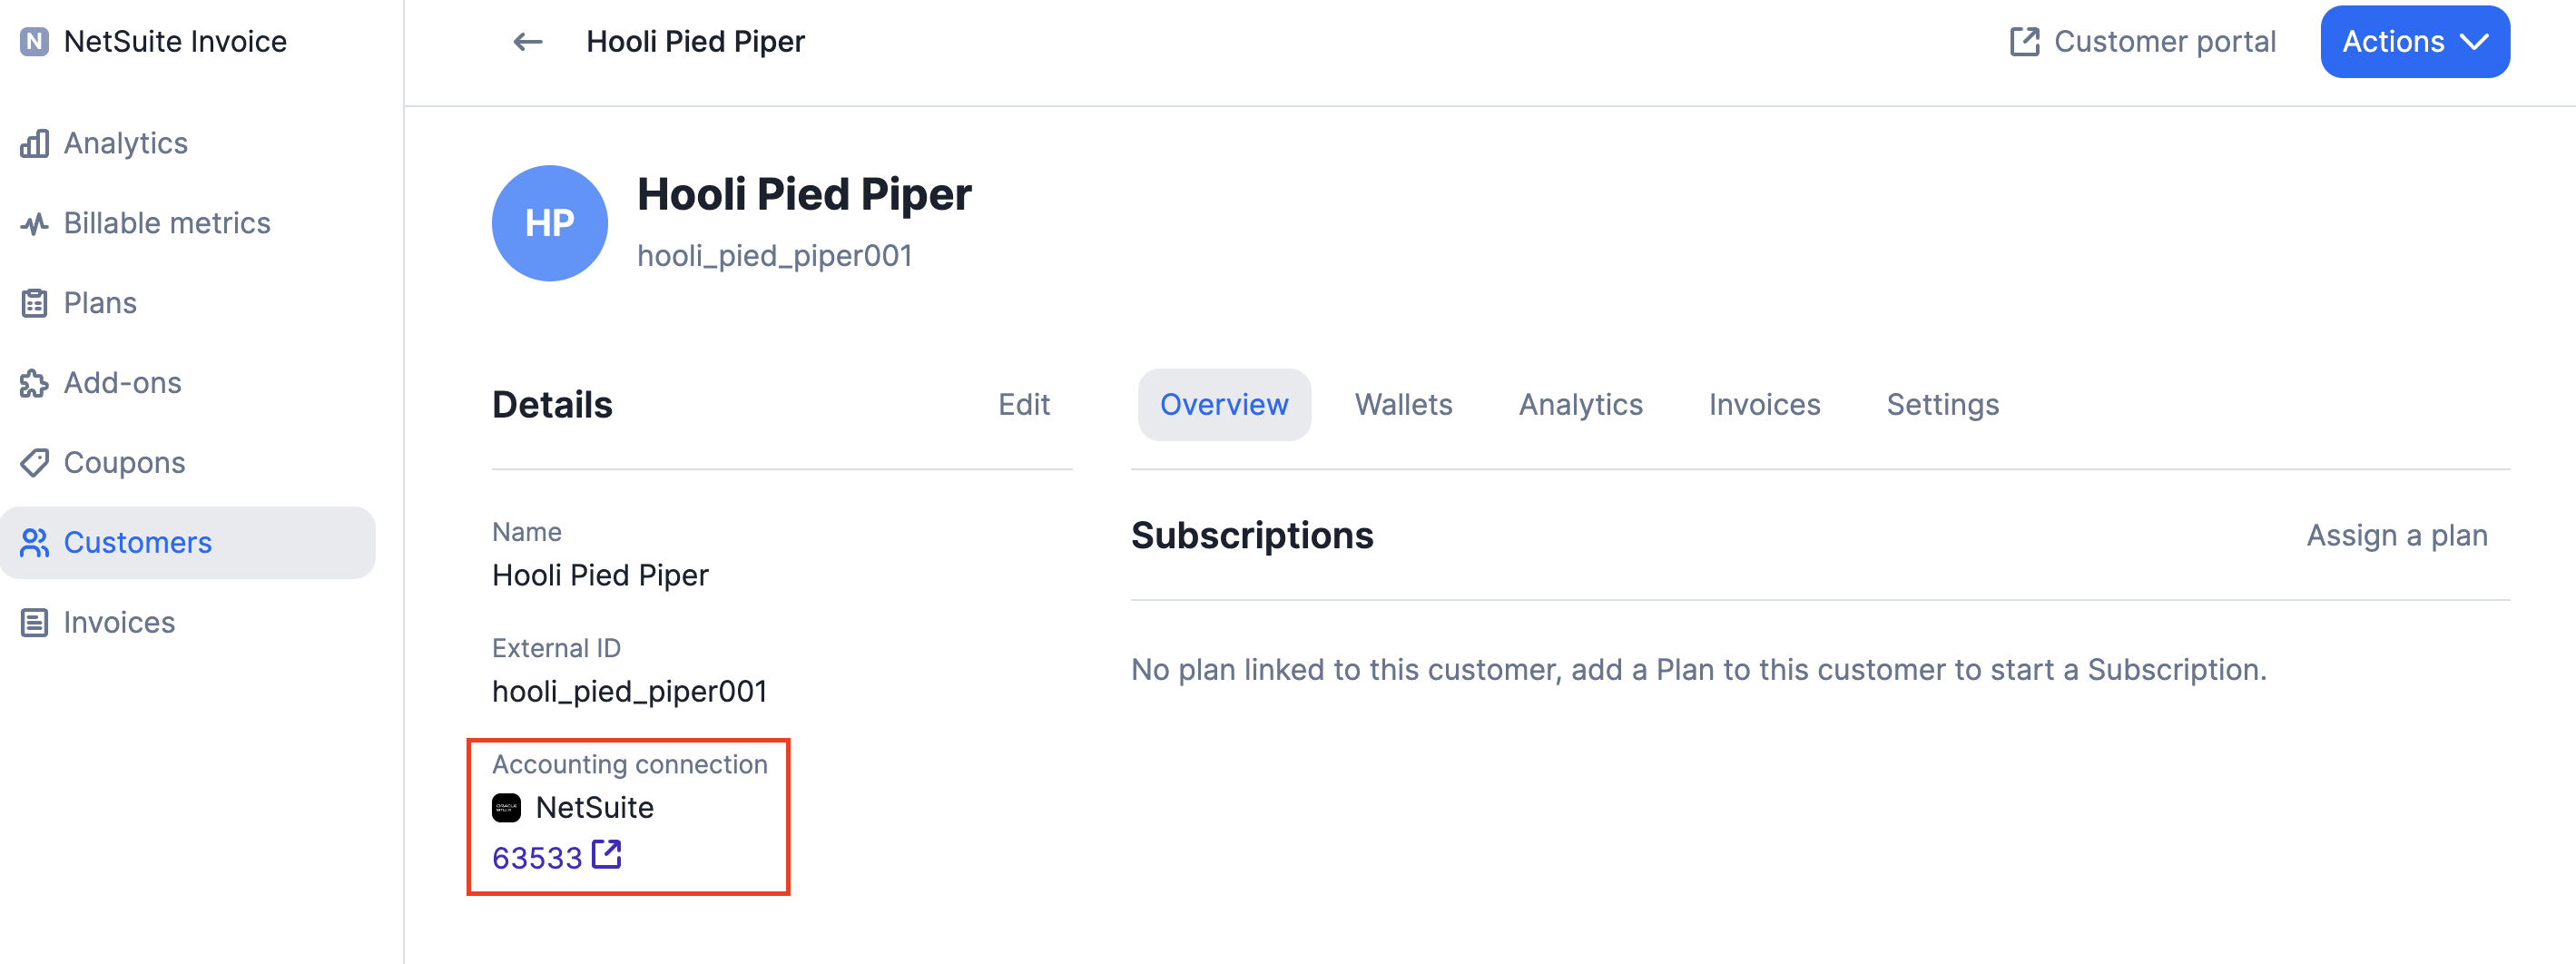 N NetSuite Invoice
Analytics
Billable metrics
Plans
Add-ons
Coupons
Customers
Invoices
Hooli Pied Piper
Customer portal
Actions
HP
Hooli Pied Piper
hooli_pied_piper001
Details
Edit
Name
Hooli Pied Piper
External ID
hooli_pied_piper001
Accounting connection
NetSuite
63533
Overview
Wallets
Analytics
Invoices
Settings
Subscriptions
Assign a plan
No plan linked to this customer, add a Plan to this customer to start a Subscription.